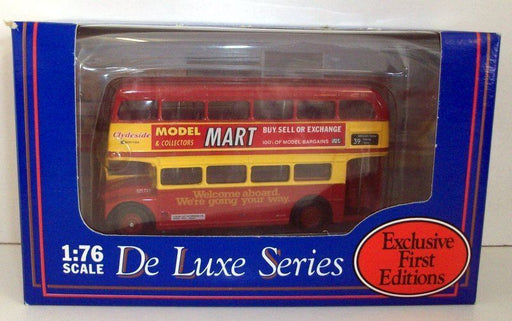 Clydeside
MODEL
& COLLECTORS
MART
BUY, SELL OR EXCHANGE
100s OF MODEL BARGAINS
39
Welcome aboard.
We're going your way.
1:76
SCALE
De Luxe Series
Exclusive
First
Editions